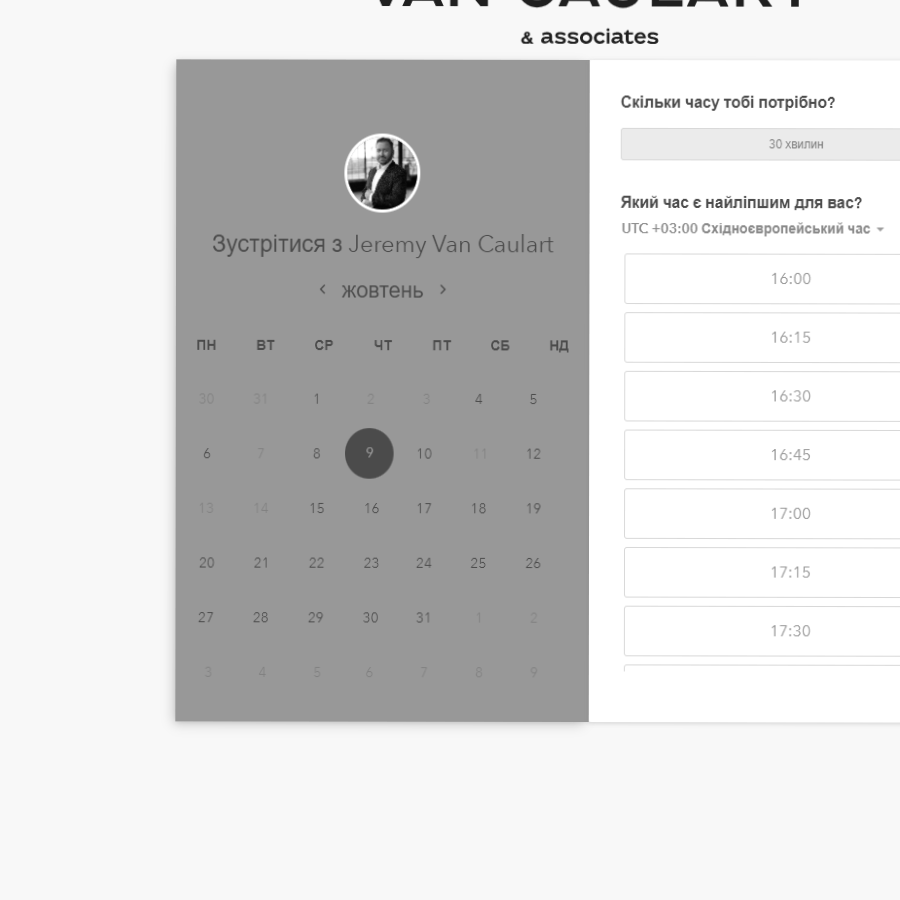 VAN CAULART
& associates
Зустрітися з Jeremy Van Caulart
жовтень
ПН ВТ СР ЧТ ПТ СБ НД
30 31 1 2 3 4 5
6 7 8 9 10 11 12
13 14 15 16 17 18 19
20 21 22 23 24 25 26
27 28 29 30 31 1 2
3 4 5 6 7 8 9
Скільки часу тобі потрібно?
30 хвилин
Який час є найліпшим для вас?
UTC +03:00 Східноєвропейський час
16:00
16:15
16:30
16:45
17:00
17:15
17:30